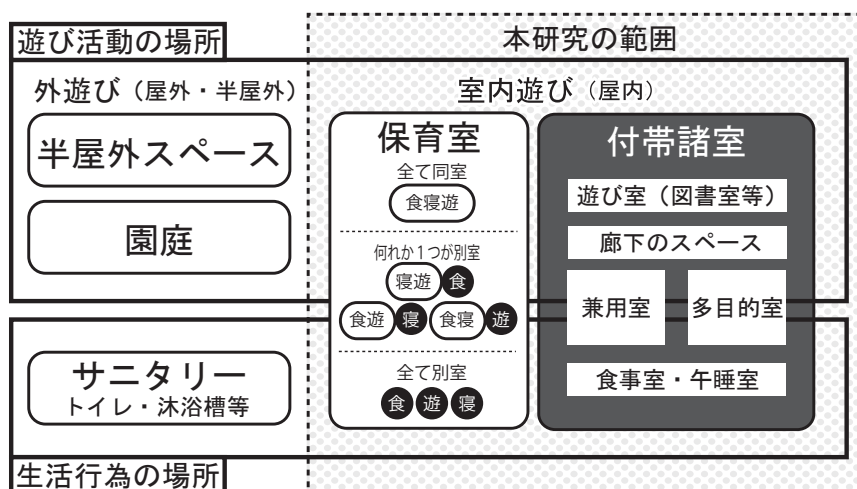 遊び活動の場所
本研究の範囲
外遊び（屋外・半屋外）
半屋外スペース
園庭
室内遊び（屋内）
保育室
全て同室
食寝遊
何れか１つが別室
寝遊 食
食遊 寝 食寝 遊
全て別室
食 遊 寝
付帯諸室
遊び室（図書室等）
廊下のスペース
兼用室 多目的室
食事室・午睡室
サニタリー
トイレ・沐浴槽等
生活行為の場所